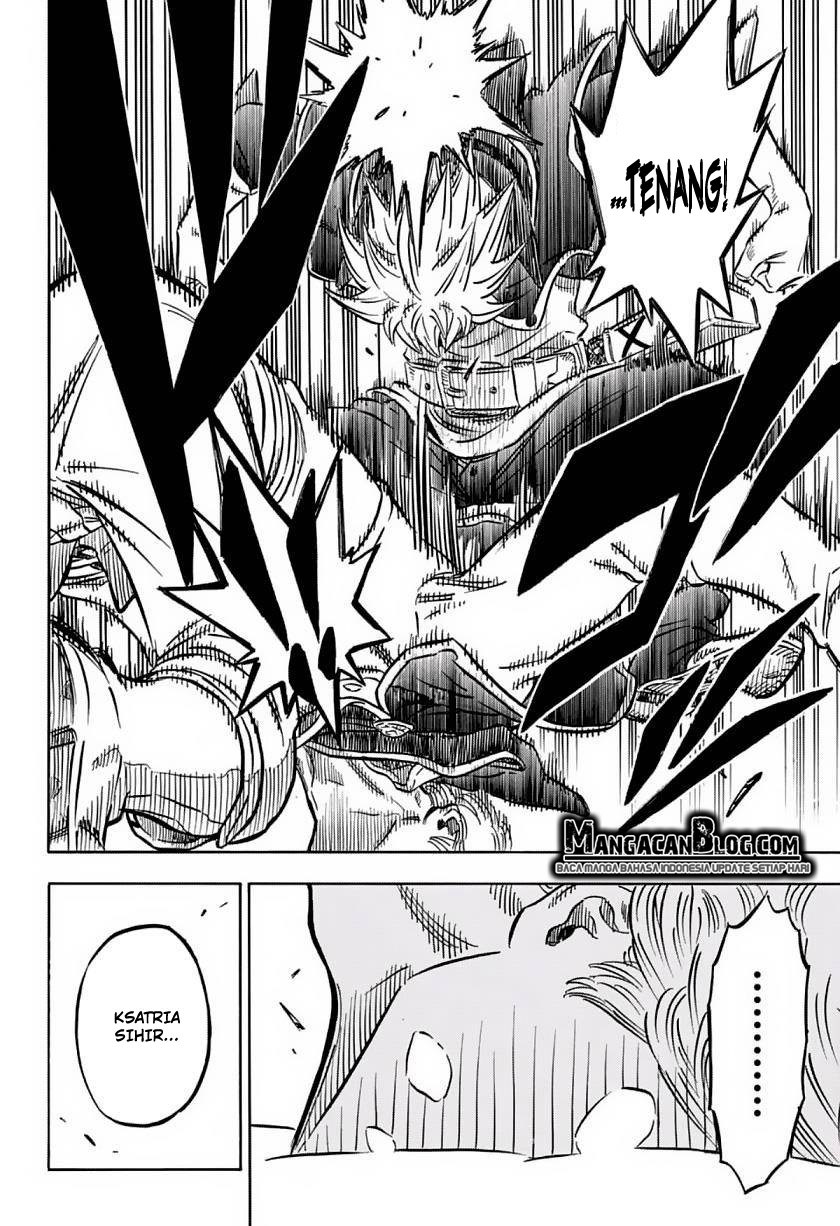 ...TENANG!
!!
MANGACANBLOG.COM
BACA MANGA BAHASA INDONESIA UPDATE SETIAP HARI
.........
KSATRIA
SIHIR...